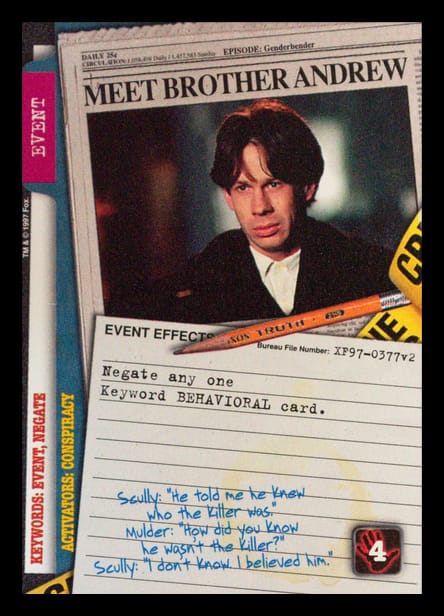 DAILY 25¢
EPISODE: Genderbender
CIRCULATION: 1,058,456 Daily / 1,457,583 Sunday
MEET BROTHER ANDREW
EVENT
TM & © 1997 Fox.
KEYWORDS: EVENT, NEGATE
ACTIVATORS: CONSPIRACY
TRUTH
EVENT EFFECTS
Bureau File Number: XF97-0377v2
Negate any one
Keyword BEHAVIORAL card.
Scully: "He told me he knew
who the killer was."
Mulder: "How did you know
he wasn't the killer?"
Scully: "I don't know. I believed him."
4